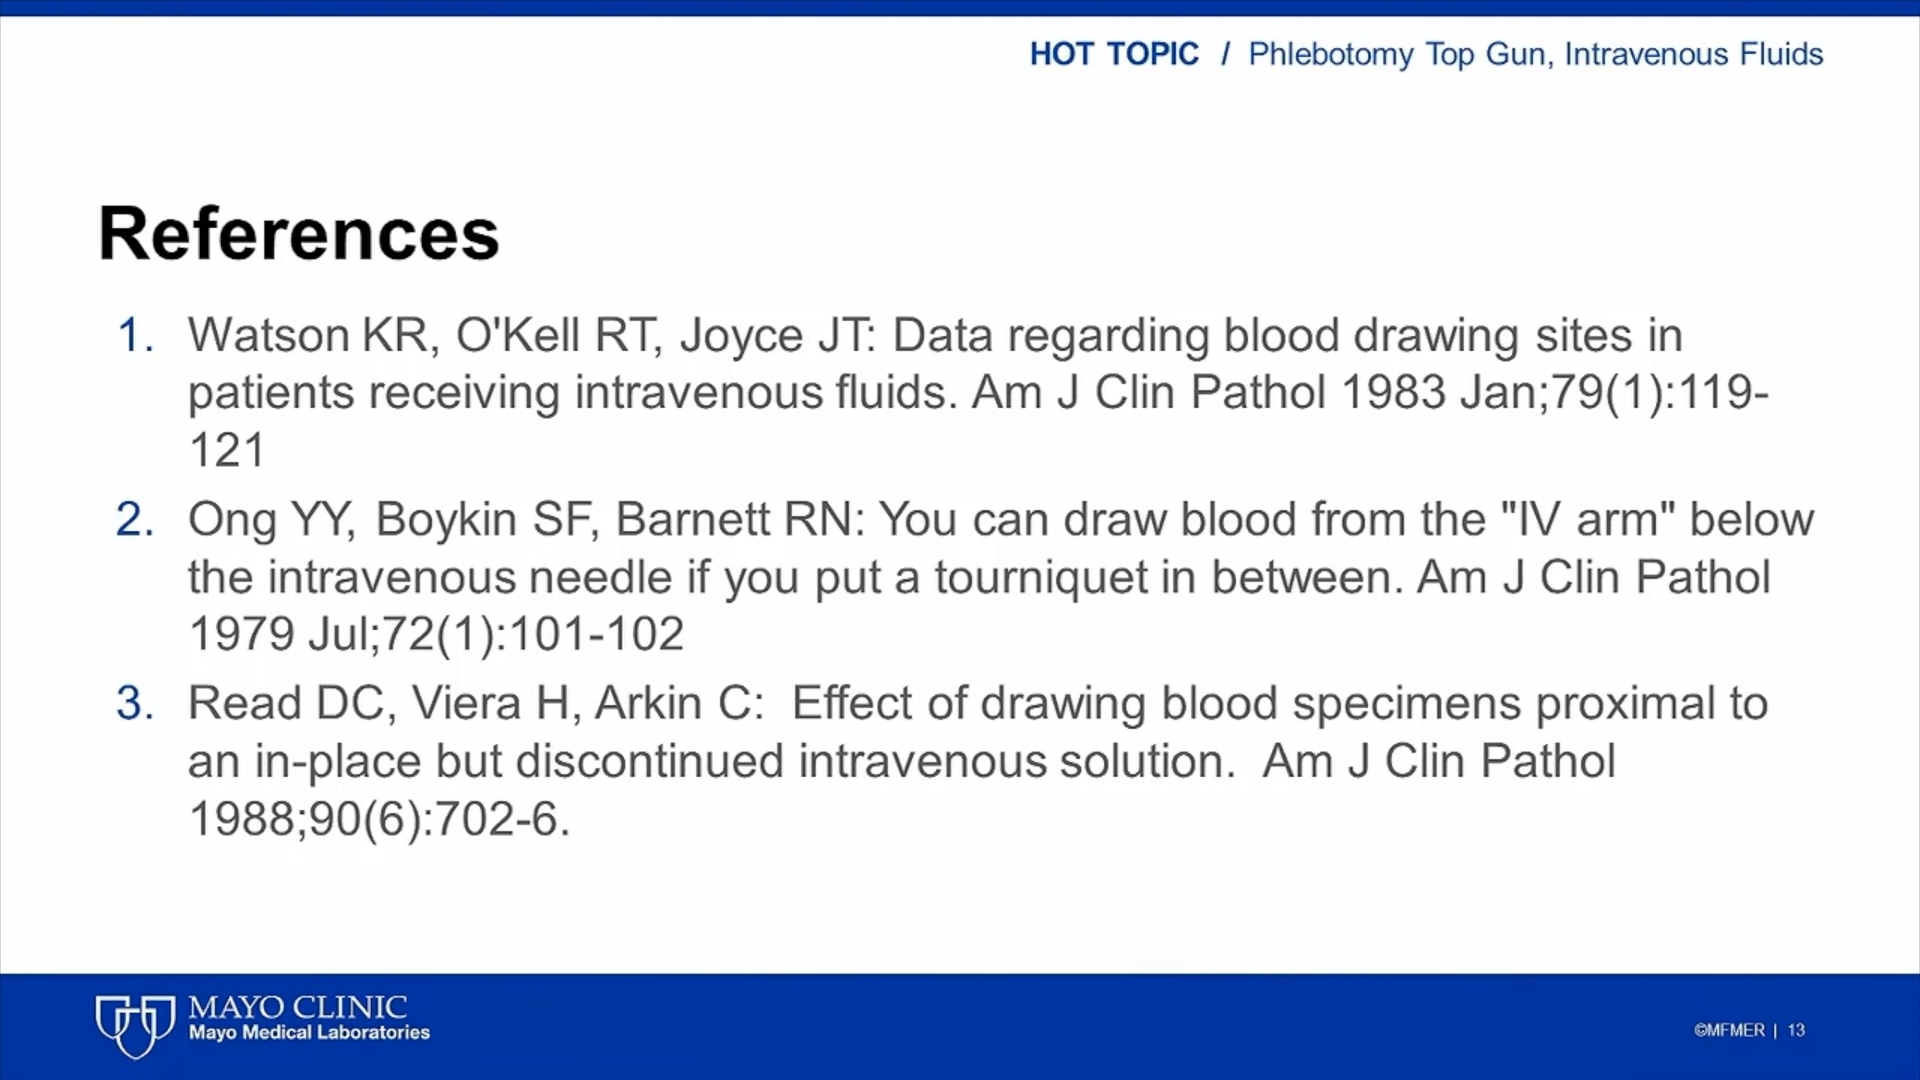 HOT TOPIC / Phlebotomy Top Gun, Intravenous Fluids
References
1. Watson KR, O'Kell RT, Joyce JT: Data regarding blood drawing sites in
patients receiving intravenous fluids. Am J Clin Pathol 1983 Jan;79(1):119-
121
2. Ong YY, Boykin SF, Barnett RN: You can draw blood from the "IV arm" below
the intravenous needle if you put a tourniquet in between. Am J Clin Pathol
1979 Jul;72(1):101-102
3. Read DC, Viera H, Arkin C:  Effect of drawing blood specimens proximal to
an in-place but discontinued intravenous solution.  Am J Clin Pathol
1988;90(6):702-6.
MAYO CLINIC
Mayo Medical Laboratories
©MFMER | 13